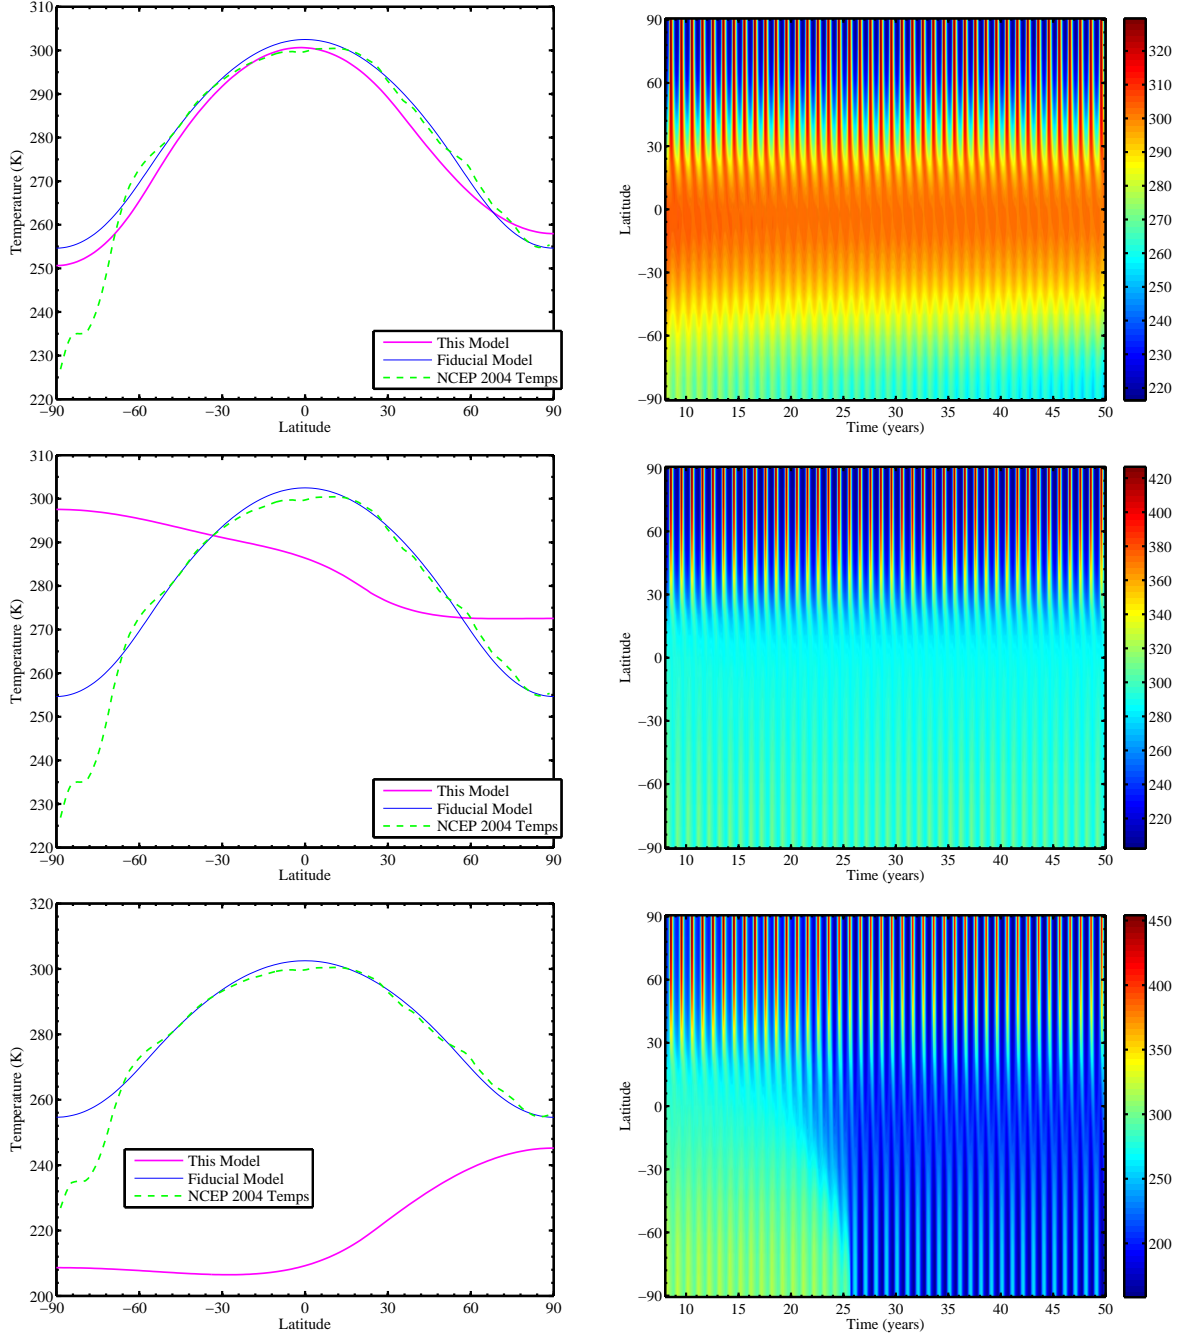 310
300
290
280
270
260
250
240
230
220
Temperature (K)
−90 −60 −30 0 30 60 90
Latitude
This Model
Fiducial Model
NCEP 2004 Temps
90
60
30
0
−30
−60
−90
Latitude
10 15 20 25 30 35 40 45 50
Time (years)
320
310
300
290
280
270
260
250
240
230
220
310
300
290
280
270
260
250
240
230
220
Temperature (K)
−90 −60 −30 0 30 60 90
Latitude
This Model
Fiducial Model
NCEP 2004 Temps
90
60
30
0
−30
−60
−90
Latitude
10 15 20 25 30 35 40 45 50
Time (years)
420
400
380
360
340
320
300
280
260
240
220
320
300
280
260
240
220
200
Temperature (K)
−90 −60 −30 0 30 60 90
Latitude
This Model
Fiducial Model
NCEP 2004 Temps
90
60
30
0
−30
−60
−90
Latitude
10 15 20 25 30 35 40 45 50
Time (years)
450
400
350
300
250
200